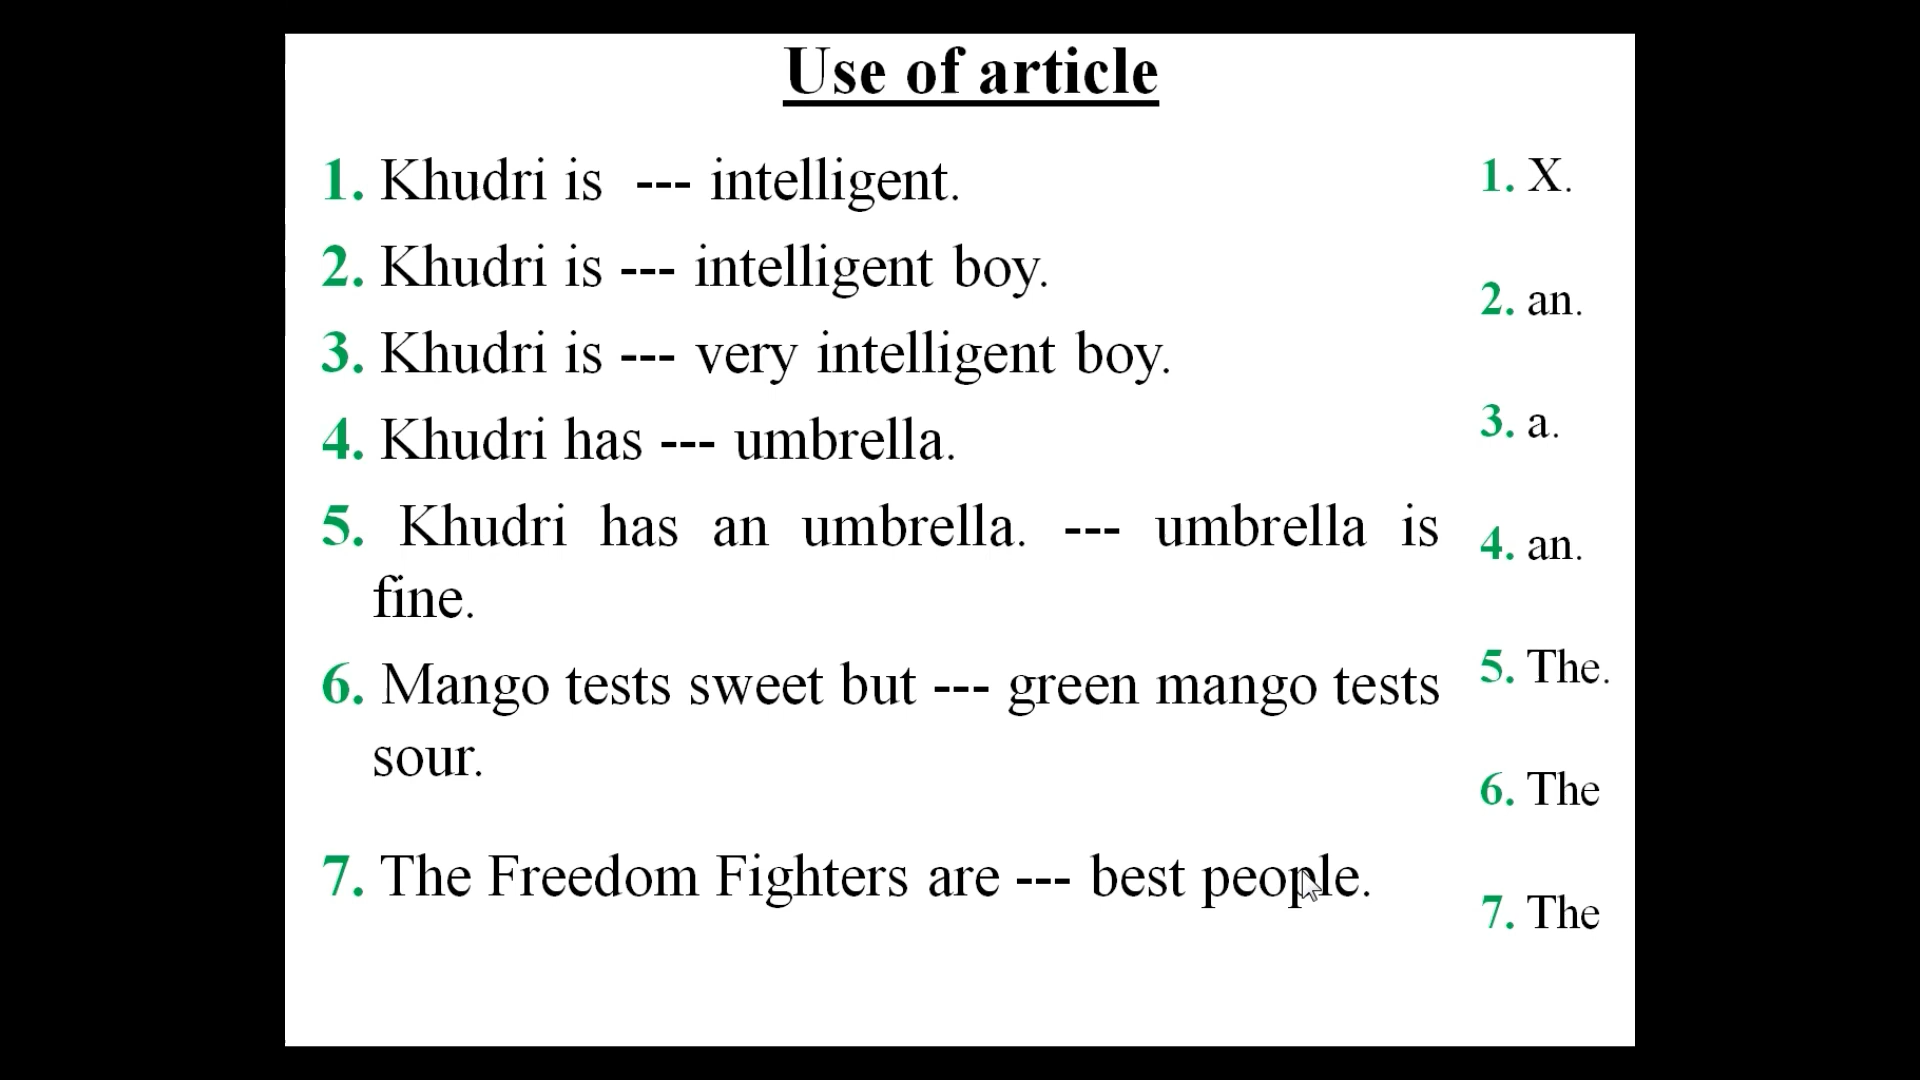 Use of article
1. Khudri is --- intelligent.
2. Khudri is --- intelligent boy.
3. Khudri is --- very intelligent boy.
4. Khudri has --- umbrella.
5. Khudri has an umbrella. --- umbrella is
fine.
6. Mango tests sweet but --- green mango tests
sour.
7. The Freedom Fighters are --- best people.
1. X.
2. an.
3. a.
4. an.
5. The.
6. The
7. The